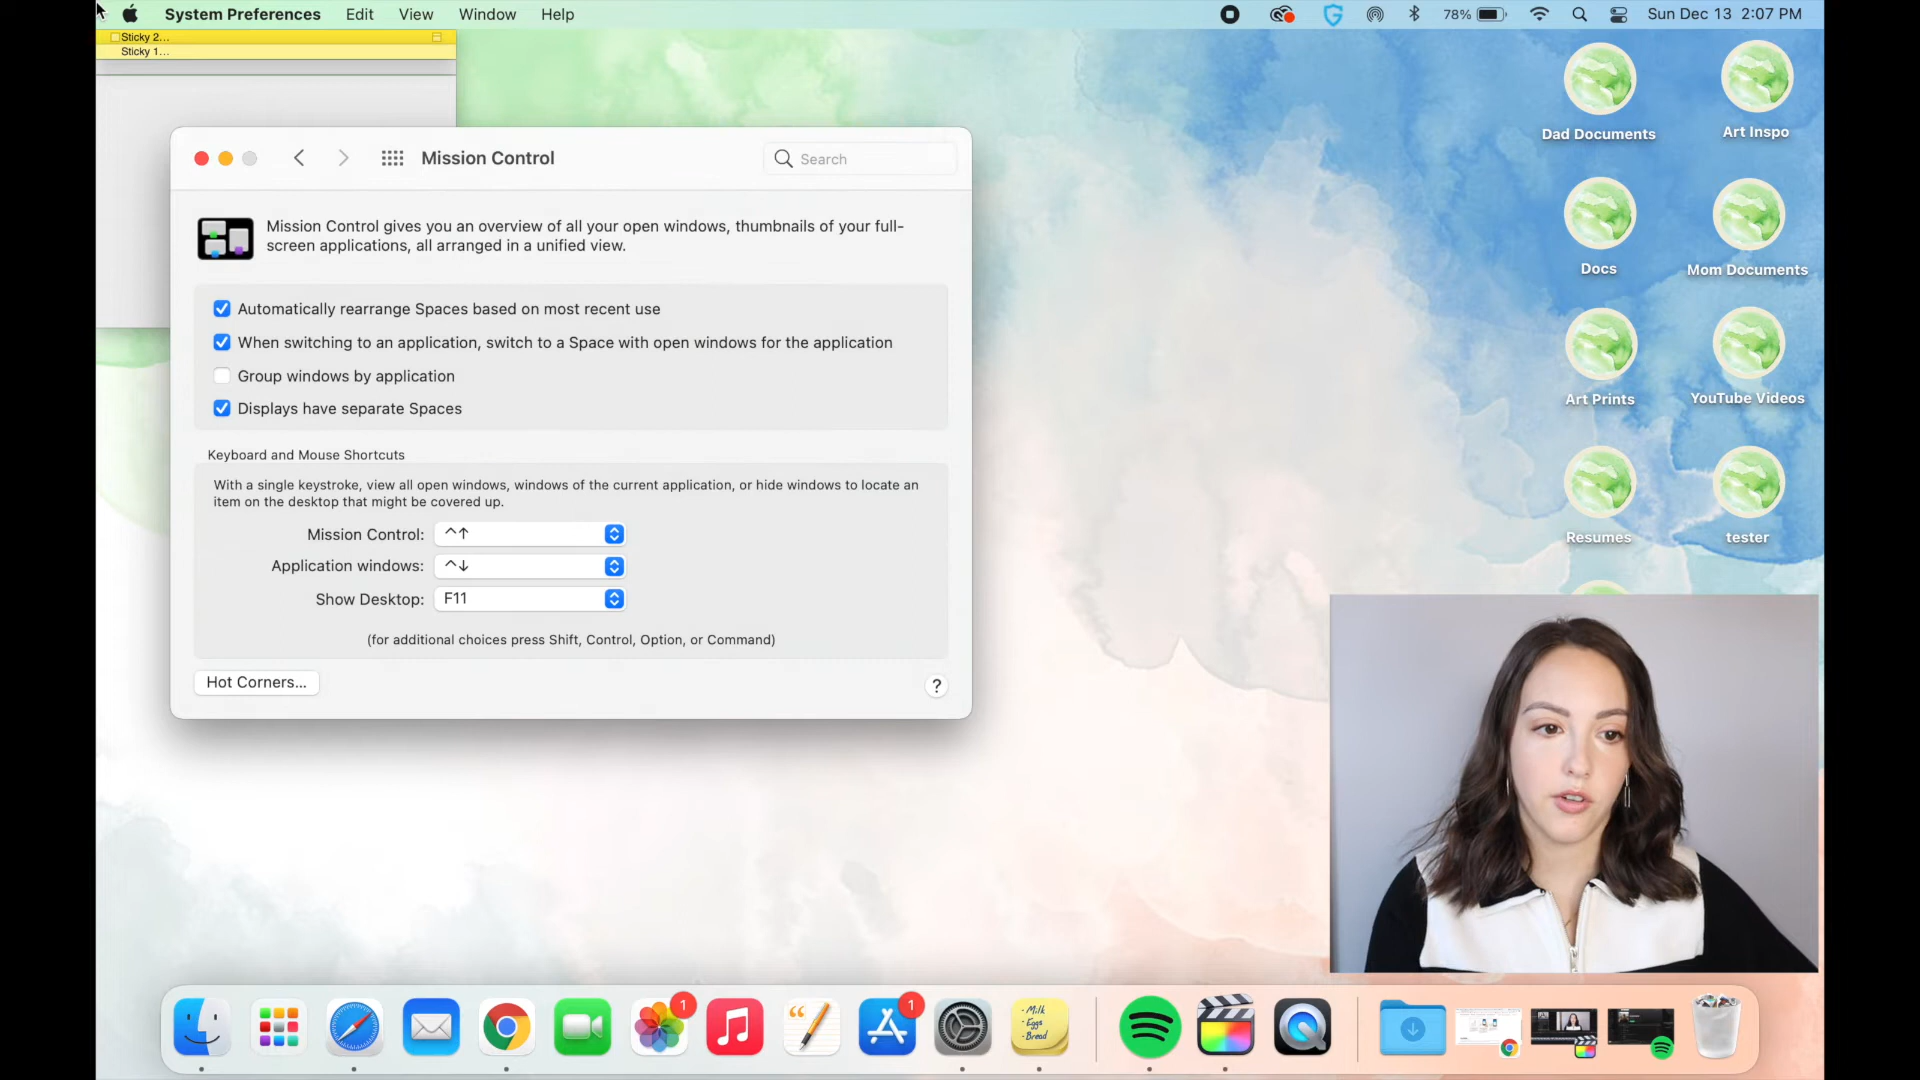 System Preferences Edit View Window Help 78% Sun Dec 13 2:07 PM
Sticky 2...
Sticky 1...
Mission Control
Search
Mission Control gives you an overview of all your open windows, thumbnails of your full-
screen applications, all arranged in a unified view.
Automatically rearrange Spaces based on most recent use
When switching to an application, switch to a Space with open windows for the application
Group windows by application
Displays have separate Spaces
Keyboard and Mouse Shortcuts
With a single keystroke, view all open windows, windows of the current application, or hide windows to locate an
item on the desktop that might be covered up.
Mission Control: ^↑
Application windows: ^↓
Show Desktop: F11
(for additional choices press Shift, Control, Option, or Command)
Hot Corners...
?
Dad Documents
Art Inspo
Docs
Mom Documents
Art Prints
YouTube Videos
Resumes
tester
1
1
- Milk
- Eggs
- Bread